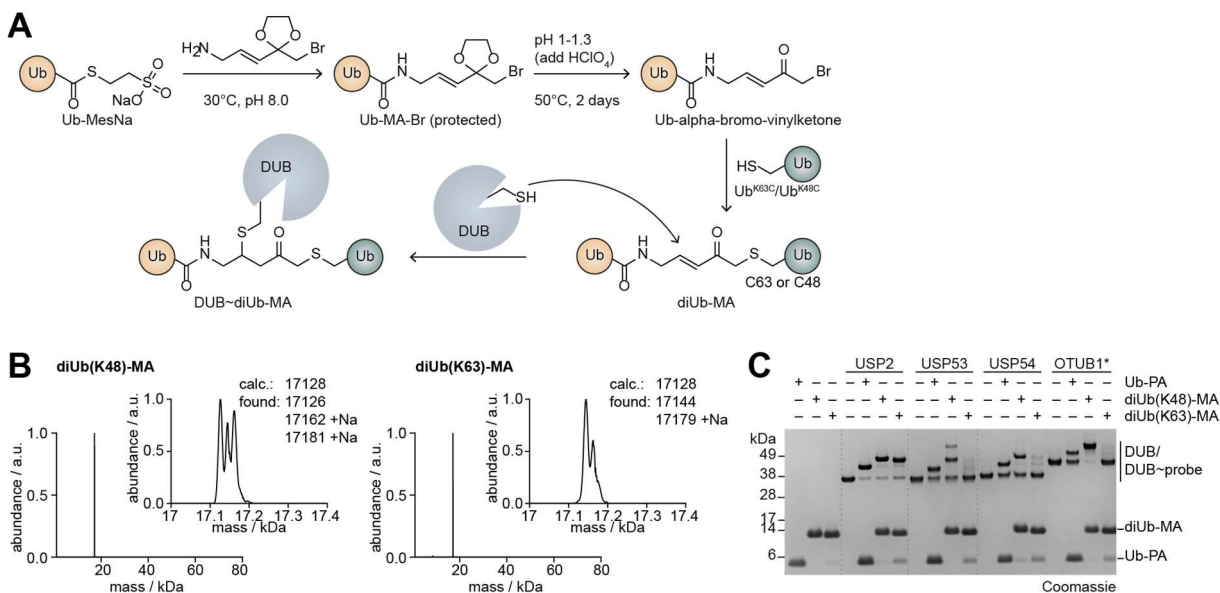 A
Ub
S
O
O
S
O
NaO
Ub-MesNa
H2N
O
O
Br
30°C, pH 8.0
Ub
H
N
O
O
O
Br
Ub-MA-Br (protected)
pH 1-1.3
(add HClO4)
50°C, 2 days
Ub
H
N
O
O
Br
Ub-alpha-bromo-vinylketone
HS
Ub
UbK63C/UbK48C
DUB
S
O
Ub
H
N
O
S
Ub
DUB~diUb-MA
SH
DUB
Ub
H
N
O
O
S
Ub
C63 or C48
diUb-MA
B
diUb(K48)-MA
abundance / a.u.
1.0
0.5
0.0
20 40 60 80
mass / kDa
abundance / a.u.
1.0
0.5
0.0
17 17.1 17.2 17.3 17.4
mass / kDa
calc.: 17128
found: 17126
17162 +Na
17181 +Na
diUb(K63)-MA
abundance / a.u.
1.0
0.5
0.0
20 40 60 80
mass / kDa
abundance / a.u.
1.0
0.5
0.0
17 17.1 17.2 17.3 17.4
mass / kDa
calc.: 17128
found: 17144
17179 +Na
C
USP2 USP53 USP54 OTUB1*
+ – – – + – – – + – – – + – – – + – – Ub-PA
– + – – – + – – – + – – – + – – – + – diUb(K48)-MA
– – + – – – + – – – + – – – + – – – + diUb(K63)-MA
kDa
49
38
28
17
14
6
DUB/
DUB~probe
diUb-MA
Ub-PA
Coomassie